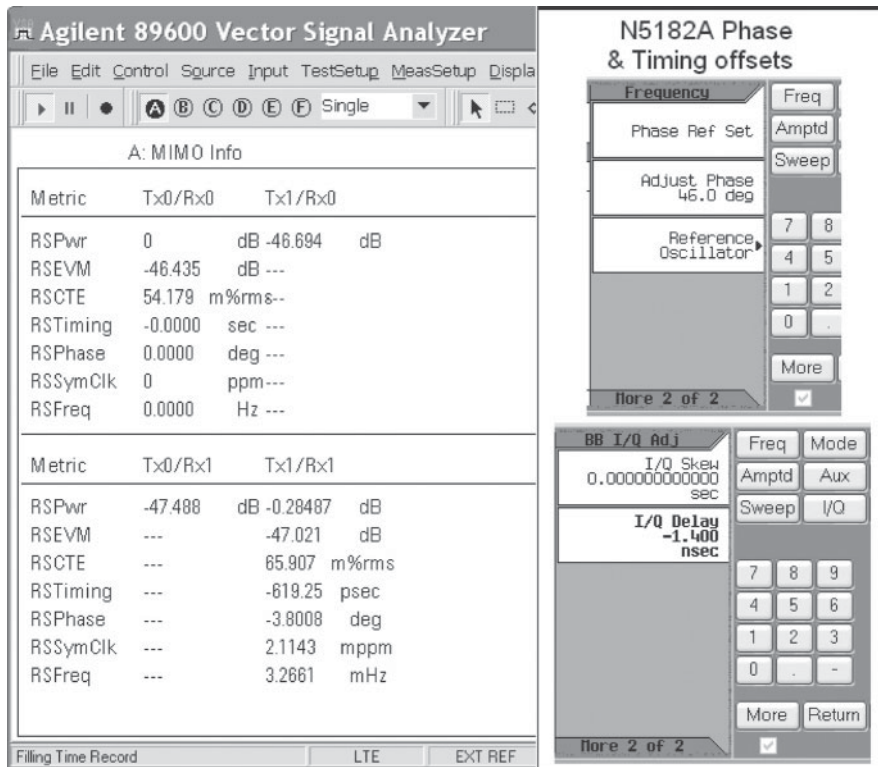 Agilent 89600 Vector Signal Analyzer
File Edit Control Source Input TestSetup MeasSetup Displa
A B C D E F Single
A: MIMO Info
Metric Tx0/Rx0 Tx1/Rx0
RSPwr 0 dB -46.694 dB
RSEVM -46.435 dB ---
RSCTE 54.179 m%rms--
RSTiming -0.0000 sec ---
RSPhase 0.0000 deg ---
RSSymClk 0 ppm---
RSFreq 0.0000 Hz ---
Metric Tx0/Rx1 Tx1/Rx1
RSPwr -47.488 dB -0.28487 dB
RSEVM --- -47.021 dB
RSCTE --- 65.907 m%rms
RSTiming --- -619.25 psec
RSPhase --- -3.8008 deg
RSSymClk --- 2.1143 mppm
RSFreq --- 3.2661 mHz
Filling Time Record LTE EXT REF
N5182A Phase
& Timing offsets
Frequency
Phase Ref Set
Adjust Phase
46.0 deg
Reference
Oscillator
More 2 of 2
Freq
Amptd
Sweep
7 8
4 5
1 2
0 .
More
BB I/Q Adj
I/Q Skew
0.000000000000
sec
I/Q Delay
-1.400
nsec
More 2 of 2
Freq Mode
Amptd Aux
Sweep I/Q
7 8 9
4 5 6
1 2 3
0 . -
More Return